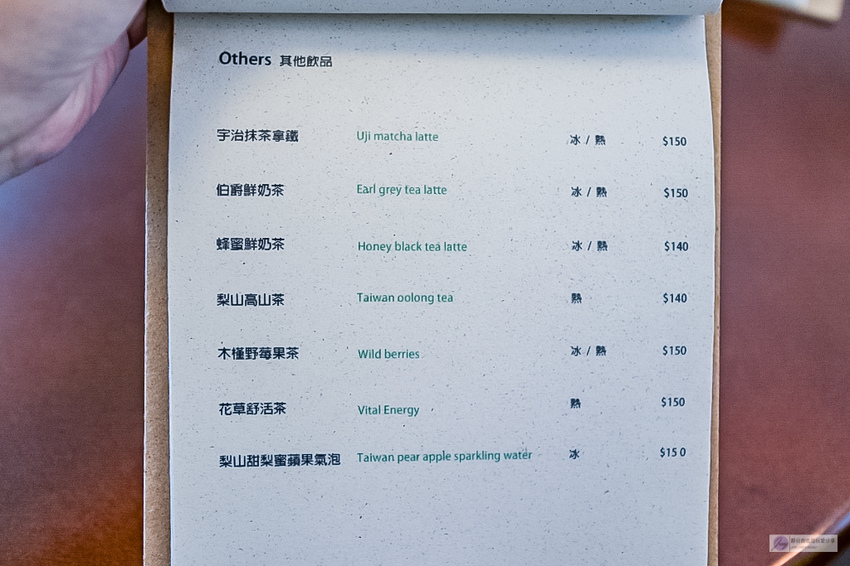 Others 其他飲品
宇治抹茶拿鐵 Uji matcha latte 冰 / 熱 $150
伯爵鮮奶茶 Earl grey tea latte 冰 / 熱 $150
蜂蜜鮮奶茶 Honey black tea latte 冰 / 熱 $140
梨山高山茶 Taiwan oolong tea 熱 $140
木槿野莓果茶 Wild berries 冰 / 熱 $150
花草舒活茶 Vital Energy 熱 $150
梨山甜梨蜜蘋果氣泡 Taiwan pear apple sparkling water 冰 $15 0